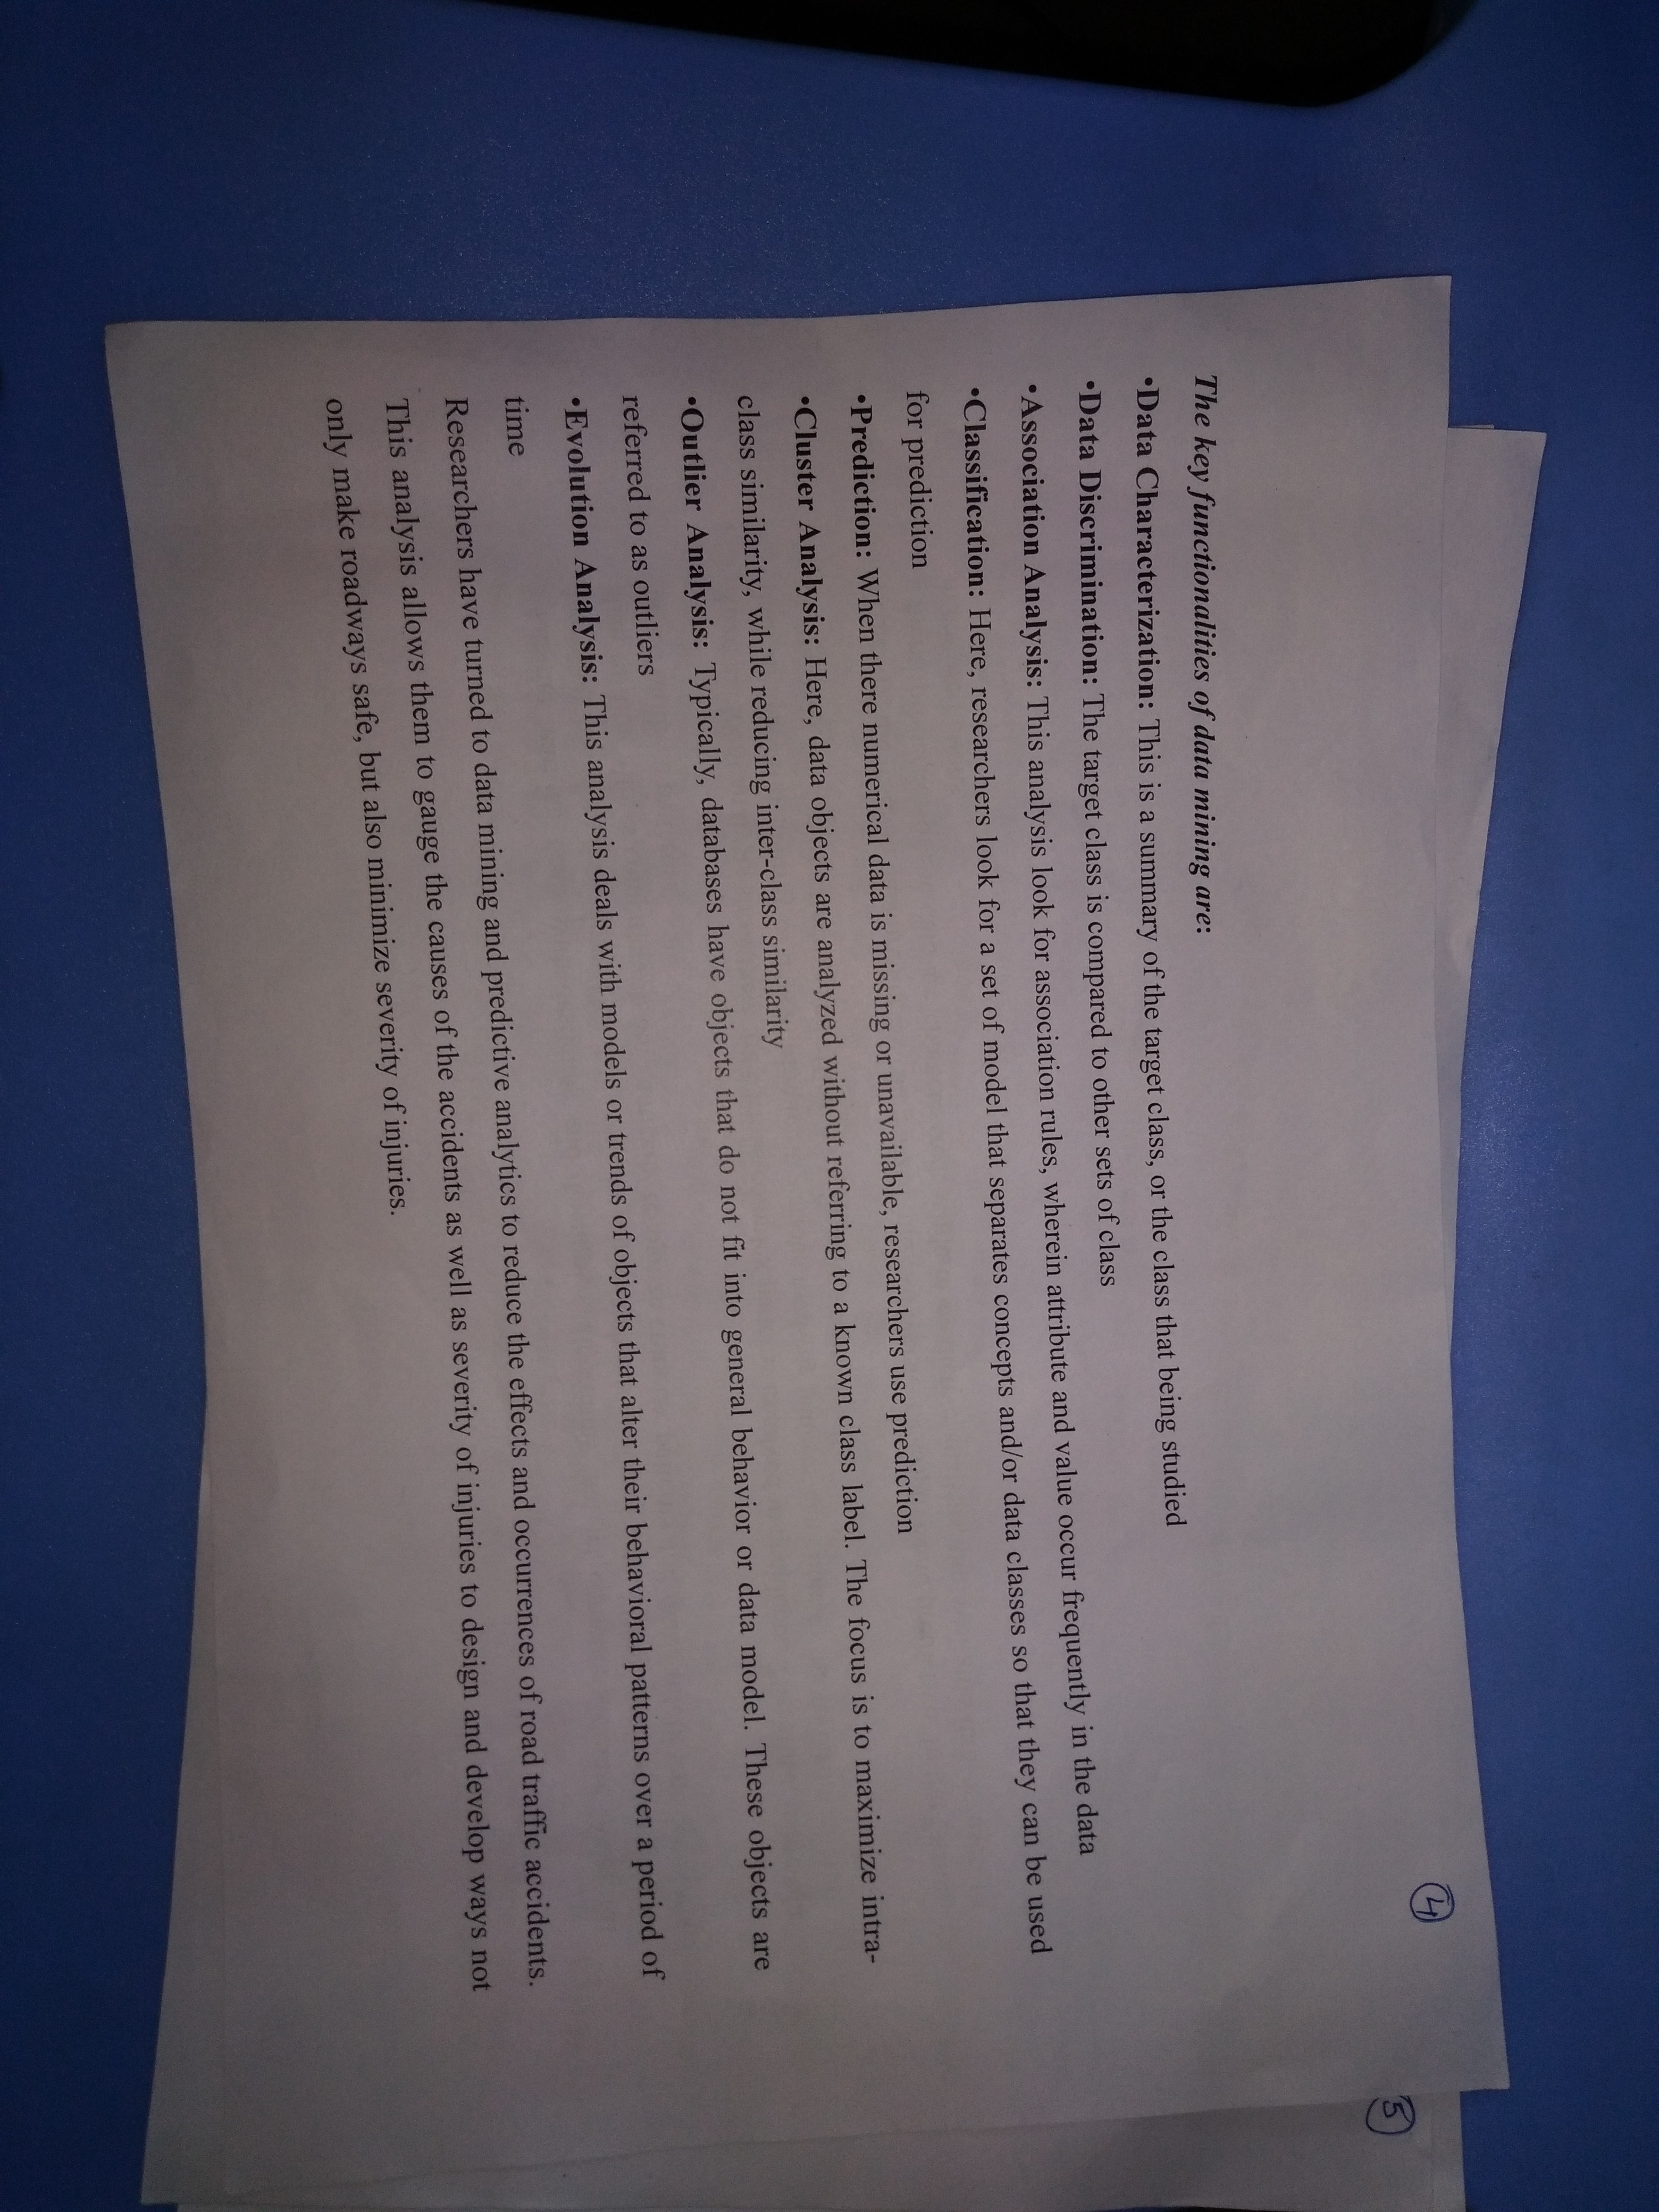 4
The key functionalities of data mining are:
•Data Characterization: This is a summary of the target class, or the class that being studied
•Data Discrimination: The target class is compared to other sets of class
•Association Analysis: This analysis look for association rules, wherein attribute and value occur frequently in the data
•Classification: Here, researchers look for a set of model that separates concepts and/or data classes so that they can be used
for prediction
•Prediction: When there numerical data is missing or unavailable, researchers use prediction
•Cluster Analysis: Here, data objects are analyzed without referring to a known class label. The focus is to maximize intra-
class similarity, while reducing inter-class similarity
•Outlier Analysis: Typically, databases have objects that do not fit into general behavior or data model. These objects are
referred to as outliers
•Evolution Analysis: This analysis deals with models or trends of objects that alter their behavioral patterns over a period of
time
Researchers have turned to data mining and predictive analytics to reduce the effects and occurrences of road traffic accidents.
This analysis allows them to gauge the causes of the accidents as well as severity of injuries to design and develop ways not
only make roadways safe, but also minimize severity of injuries.
5